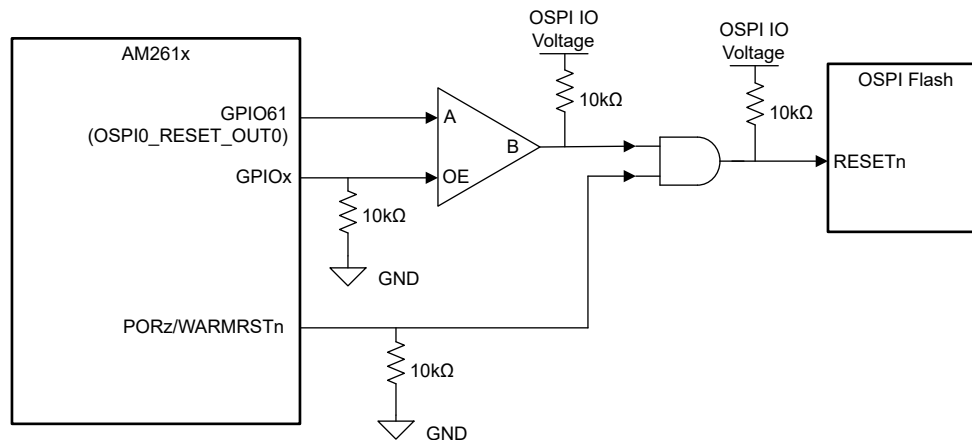 OSPI IO
Voltage
OSPI IO
Voltage
AM261x
OSPI Flash
10kΩ
10kΩ
GPIO61
(OSPI0_RESET_OUT0)
A
B
RESETn
GPIOx
OE
10kΩ
GND
PORz/WARMRSTn
10kΩ
GND